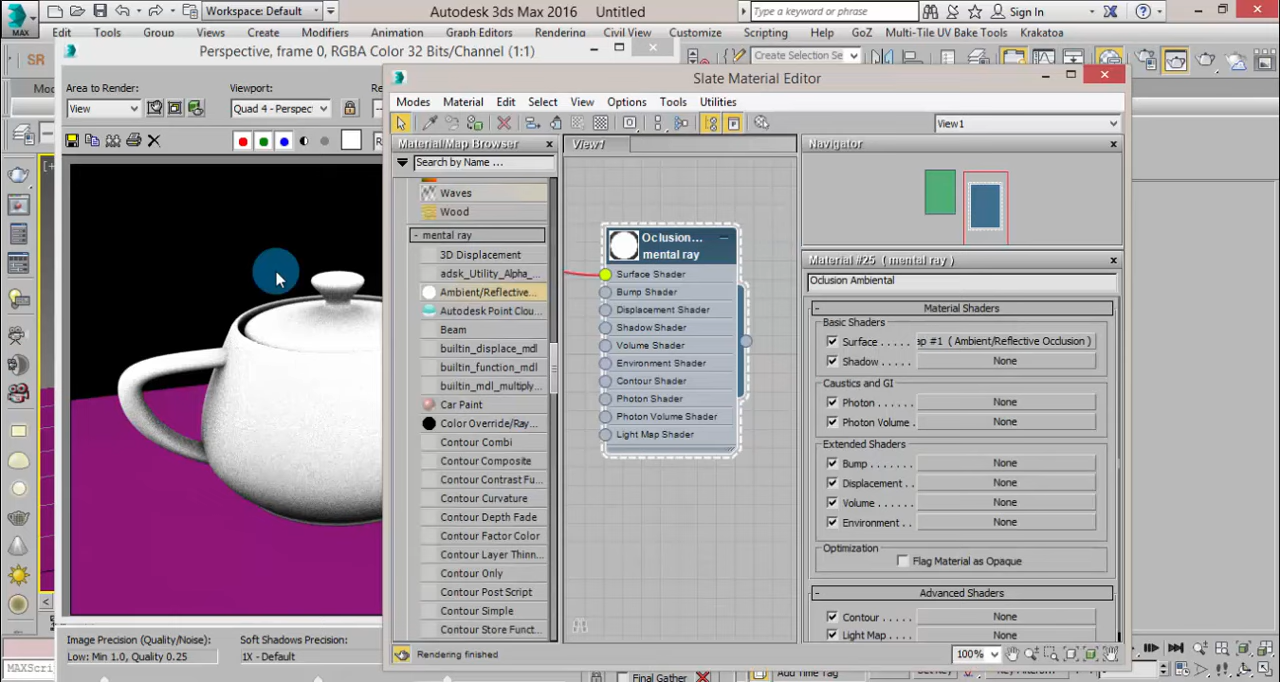 Workspace: Default
Autodesk 3ds Max 2016 Untitled
Type a keyword or phrase
Sign In
MAX
Edit Tools Group Views Create Modifiers Animation Graph Editors Rendering Civil View Customize Scripting Help GoZ Multi-Tile UV Bake Tools Krakatoa
Perspective, frame 0, RGBA Color 32 Bits/Channel (1:1)
Create Selection Se
SR
Area to Render:
Viewport:
View
Quad 4 - Perspec
Slate Material Editor
Modes Material Edit Select View Options Tools Utilities
View1
Material/Map Browser
Search by Name ...
Waves
Wood
- mental ray
3D Displacement
adsk_Utility_Alpha_...
Ambient/Reflective...
Autodesk Point Clou...
Beam
builtin_displace_mdl
builtin_function_mdl
builtin_mdl_multiply...
Car Paint
Color Override/Ray...
Contour Combi
Contour Composite
Contour Contrast Fu...
Contour Curvature
Contour Depth Fade
Contour Factor Color
Contour Layer Thinn...
Contour Only
Contour Post Script
Contour Simple
Contour Store Funct...
View1
Oclusion...
mental ray
Surface Shader
Bump Shader
Displacement Shader
Shadow Shader
Volume Shader
Environment Shader
Contour Shader
Photon Shader
Photon Volume Shader
Light Map Shader
Navigator
Material #25 ( mental ray )
Oclusion Ambiental
- Material Shaders
Basic Shaders
Surface . . . . . ap #1 ( Ambient/Reflective Occlusion )
Shadow . . . . . None
Caustics and GI
Photon . . . . . . None
Photon Volume . . None
Extended Shaders
Bump . . . . . . . None
Displacement . . . None
Volume . . . . . . None
Environment . . None
Optimization
Flag Material as Opaque
- Advanced Shaders
Contour . . . . . None
Light Map . . . . None
Image Precision (Quality/Noise):
Low: Min 1.0, Quality 0.25
Soft Shadows Precision:
1X - Default
Rendering finished
100%
MAXScri
Final Gather
Add Time Tag